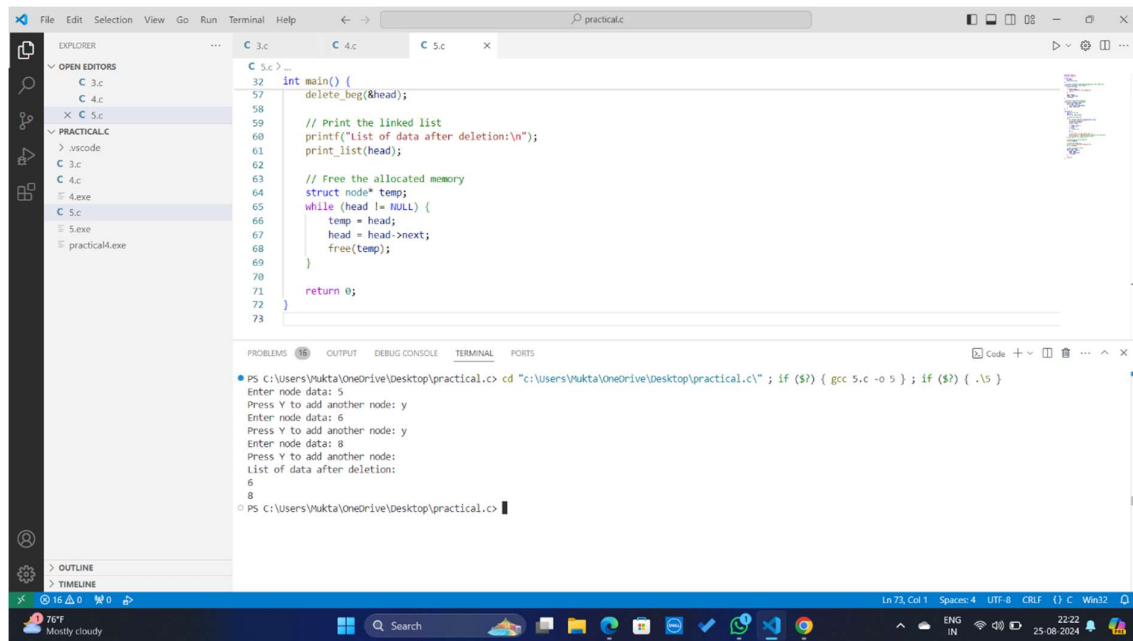 File Edit Selection View Go Run Terminal Help
practical.c
EXPLORER
OPEN EDITORS
C 3.c
C 4.c
C 5.c
PRACTICAL.C
.vscode
C 3.c
C 4.c
4.exe
C 5.c
5.exe
practical4.exe
OUTLINE
TIMELINE
C 3.c C 4.c C 5.c
C 5.c > ...
32 int main() {
57 delete_beg(&head);
58
59 // Print the linked list
60 printf("List of data after deletion:\n");
61 print_list(head);
62
63 // Free the allocated memory
64 struct node* temp;
65 while (head != NULL) {
66 temp = head;
67 head = head->next;
68 free(temp);
69 }
70
71 return 0;
72 }
73
PROBLEMS 16 OUTPUT DEBUG CONSOLE TERMINAL PORTS
Code
PS C:\Users\Mukta\OneDrive\Desktop\practical.c> cd "c:\Users\Mukta\OneDrive\Desktop\practical.c\" ; if ($?) { gcc 5.c -o 5 } ; if ($?) { .\5 }
Enter node data: 5
Press Y to add another node: y
Enter node data: 6
Press Y to add another node: y
Enter node data: 8
Press Y to add another node:
List of data after deletion:
6
8
PS C:\Users\Mukta\OneDrive\Desktop\practical.c>
16 0 0
Ln 73, Col 1 Spaces: 4 UTF-8 CRLF {} C Win32
1
76°F
Mostly cloudy
Search
DELL
ENG
IN
22:22
25-08-2024